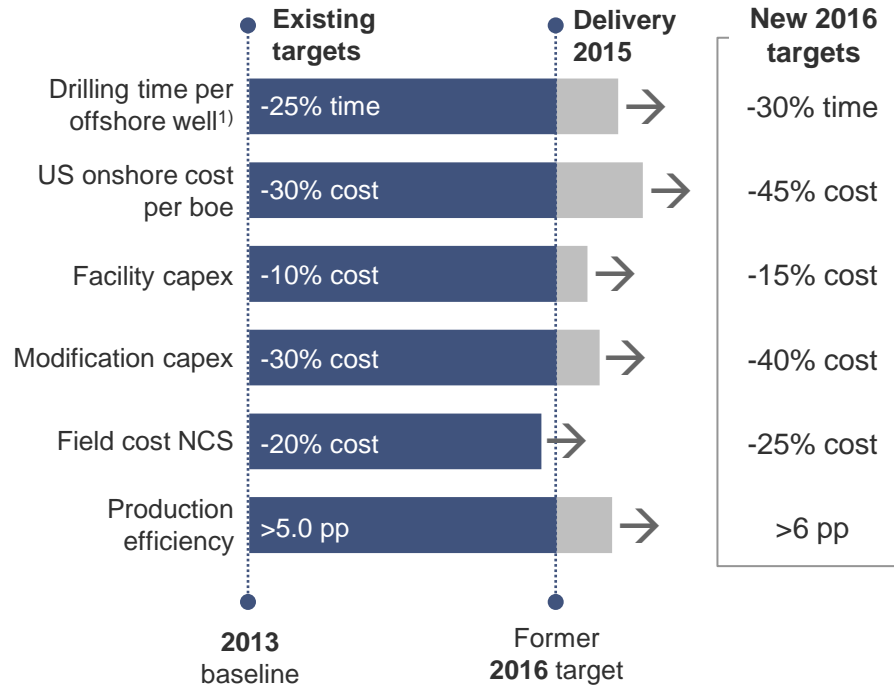 Existing
targets
Delivery
2015
New 2016
targets
Drilling time per
offshore well1)
-25% time
-30% time
US onshore cost
per boe
-30% cost
-45% cost
Facility capex
-10% cost
-15% cost
Modification capex
-30% cost
-40% cost
Field cost NCS
-20% cost
-25% cost
Production
efficiency
>5.0 pp
>6 pp
2013
baseline
Former
2016 target